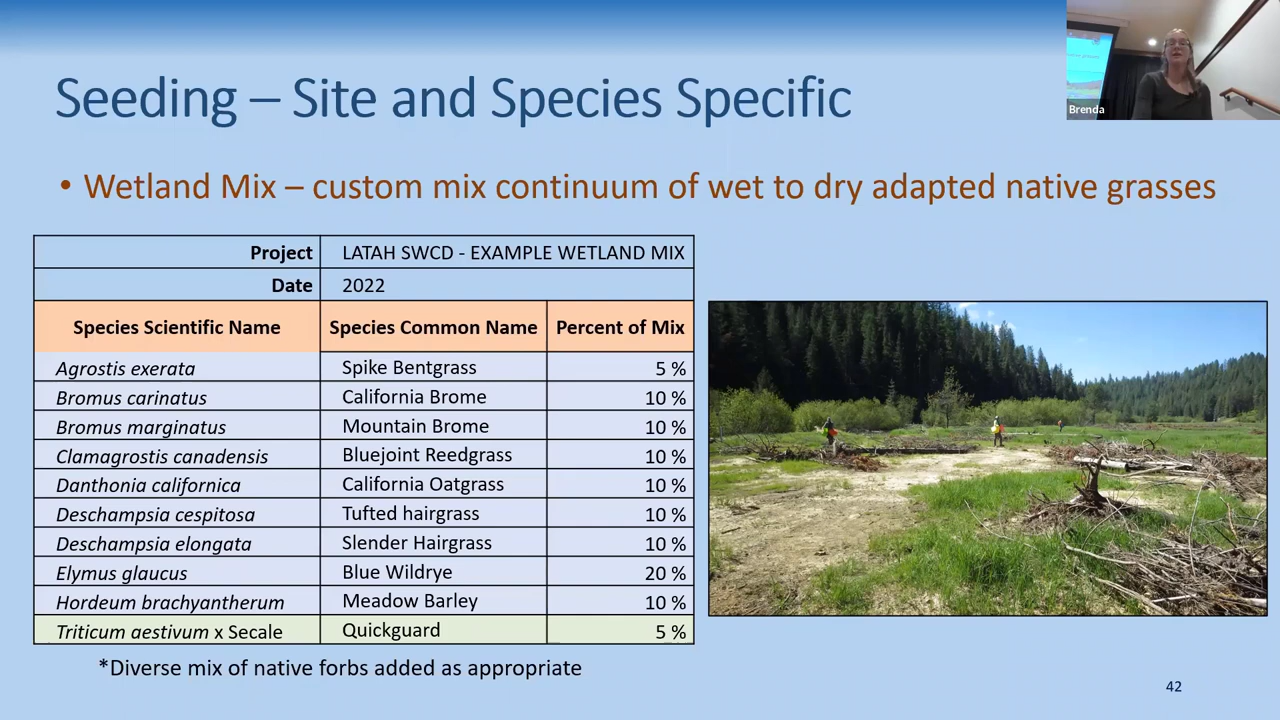 Brenda
Seeding – Site and Species Specific
• Wetland Mix – custom mix continuum of wet to dry adapted native grasses
Project LATAH SWCD - EXAMPLE WETLAND MIX
Date 2022
Species Scientific Name Species Common Name Percent of Mix
Agrostis exerata Spike Bentgrass 5 %
Bromus carinatus California Brome 10 %
Bromus marginatus Mountain Brome 10 %
Clamagrostis canadensis Bluejoint Reedgrass 10 %
Danthonia californica California Oatgrass 10 %
Deschampsia cespitosa Tufted hairgrass 10 %
Deschampsia elongata Slender Hairgrass 10 %
Elymus glaucus Blue Wildrye 20 %
Hordeum brachyantherum Meadow Barley 10 %
Triticum aestivum x Secale Quickguard 5 %
*Diverse mix of native forbs added as appropriate
42